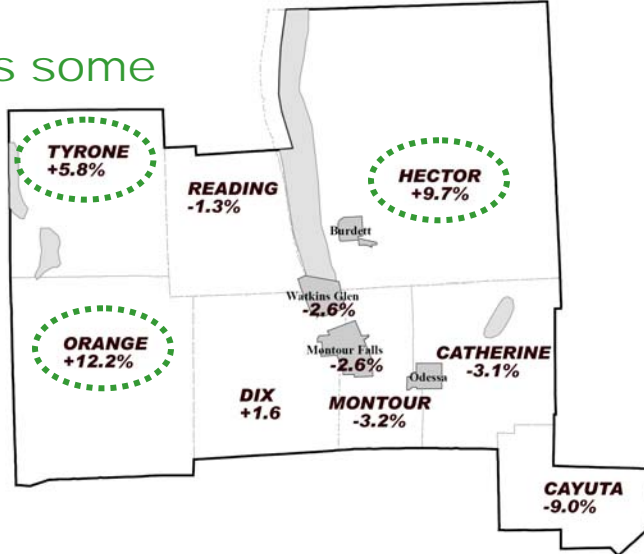 s some
TYRONE
+5.8%
READING
-1.3%
HECTOR
+9.7%
Burdett
Watkins Glen
-2.6%
ORANGE
+12.2%
Montour Falls
-2.6%
CATHERINE
-3.1%
Odessa
DIX
+1.6
MONTOUR
-3.2%
CAYUTA
-9.0%